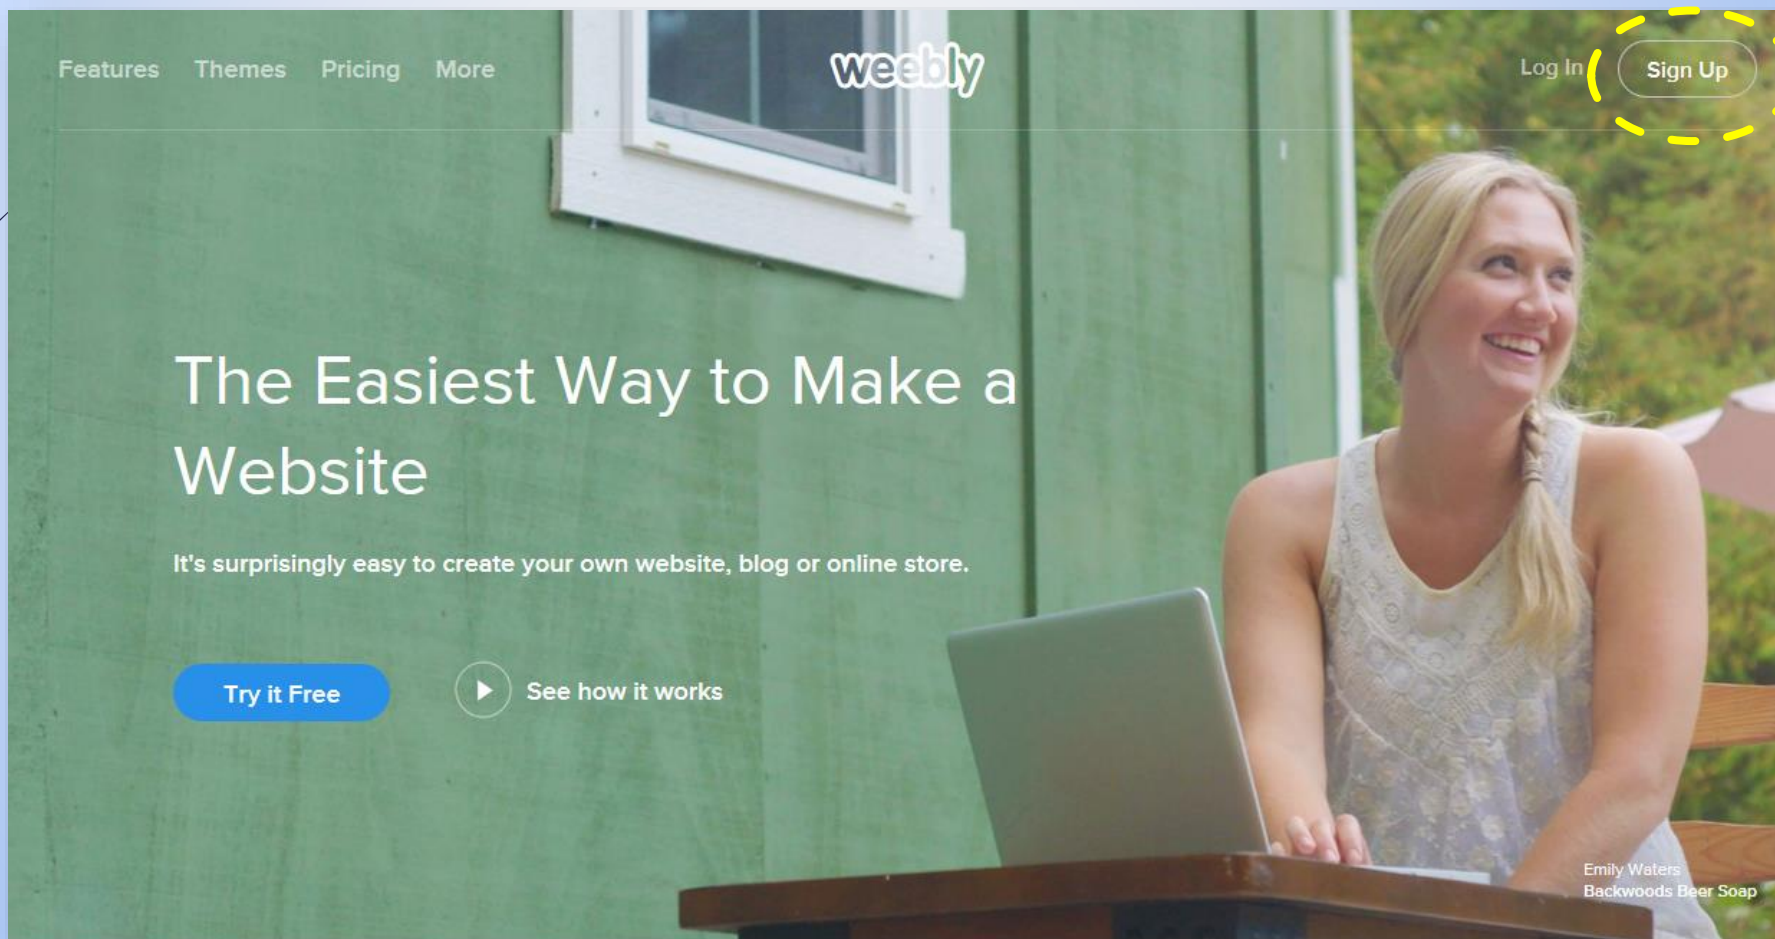 Features Themes Pricing More weebly Log In Sign Up
The Easiest Way to Make a
Website
It's surprisingly easy to create your own website, blog or online store.
Try it Free See how it works
Emily Waters
Backwoods Beer Soap